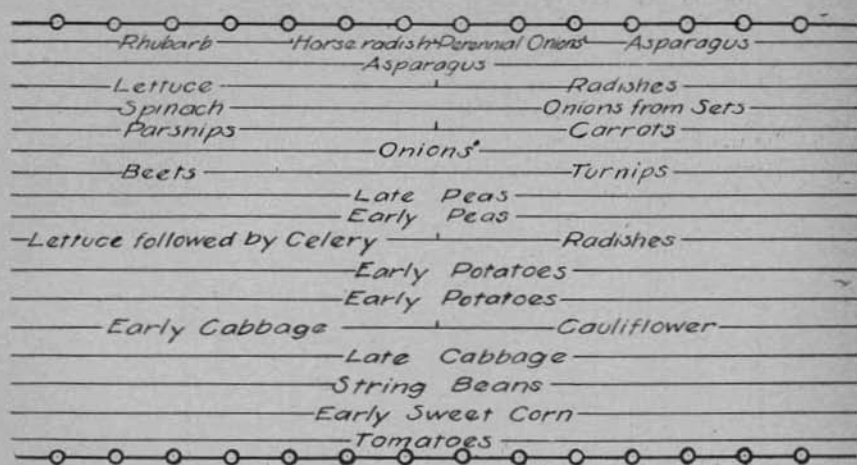 Rhubarb Horseradish Perennial Onions Asparagus
Asparagus
Lettuce Radishes
Spinach Onions from Sets
Parsnips Carrots
Onions
Beets Turnips
Late Peas
Early Peas
Lettuce followed by Celery Radishes
Early Potatoes
Early Potatoes
Early Cabbage Cauliflower
Late Cabbage
String Beans
Early Sweet Corn
Tomatoes